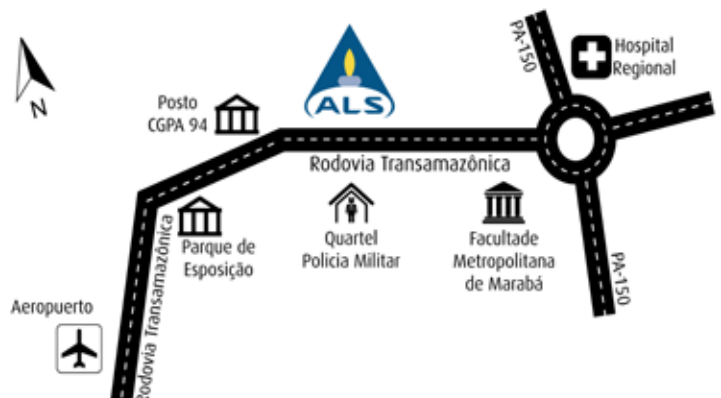 N
Posto
CGPA 94
ALS
PA-150
Hospital
Regional
Rodovia Transamazônica
Parque de
Esposição
Quartel
Policia Militar
Facultade
Metropolitana
de Marabá
PA-150
Aeropuerto
Rodovia Transamazônica